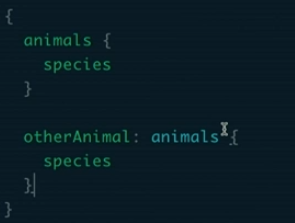 {
  animals {
    species
  }

  otherAnimal: animals {
    species
  }
}